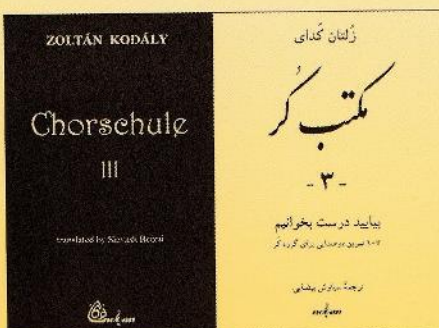 ZOLTÁN KODÁLY
Chorschule
III
translated by Siavash Beizai
زُلتان کُدای
مکتب کُر
- ۳ -
بیایید درست بخوانیم
۱۰۷ تمرین دوصدایی برای گروه کر
ترجمهٔ سیاوش بیضایی